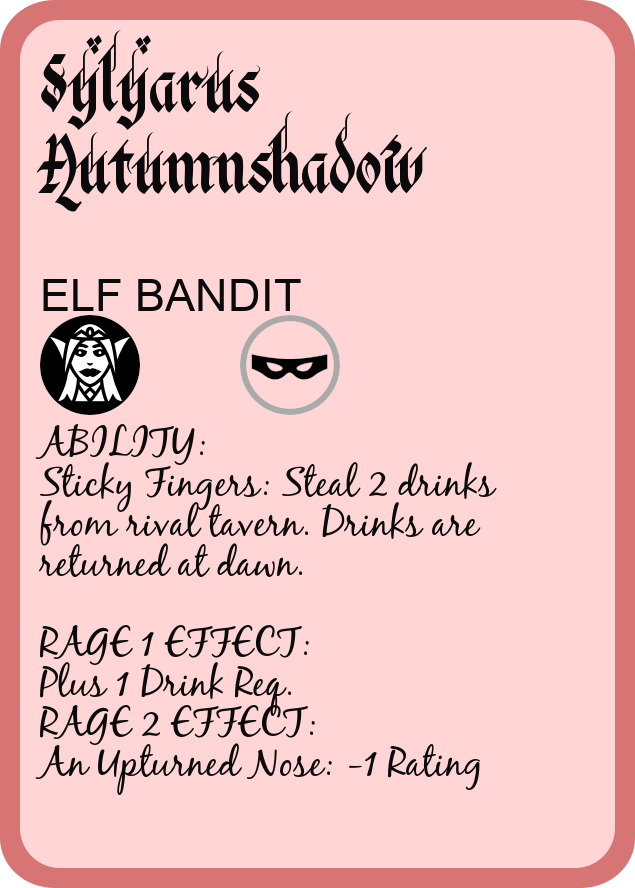 Sÿlÿarus
Autumnshadow
ELF BANDIT
ABILITY:
Sticky Fingers: Steal 2 drinks
from rival tavern. Drinks are
returned at dawn.
RAGE 1 EFFECT:
Plus 1 Drink Req.
RAGE 2 EFFECT:
An Upturned Nose: -1 Rating